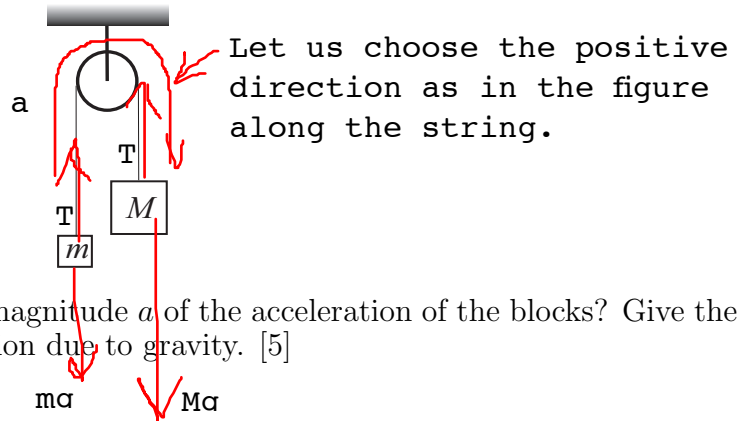 Let us choose the positive
direction as in the figure
along the string.
a
T
M
T
m
magnitude a of the acceleration of the blocks? Give the
due to gravity. [5]
mg
Mg